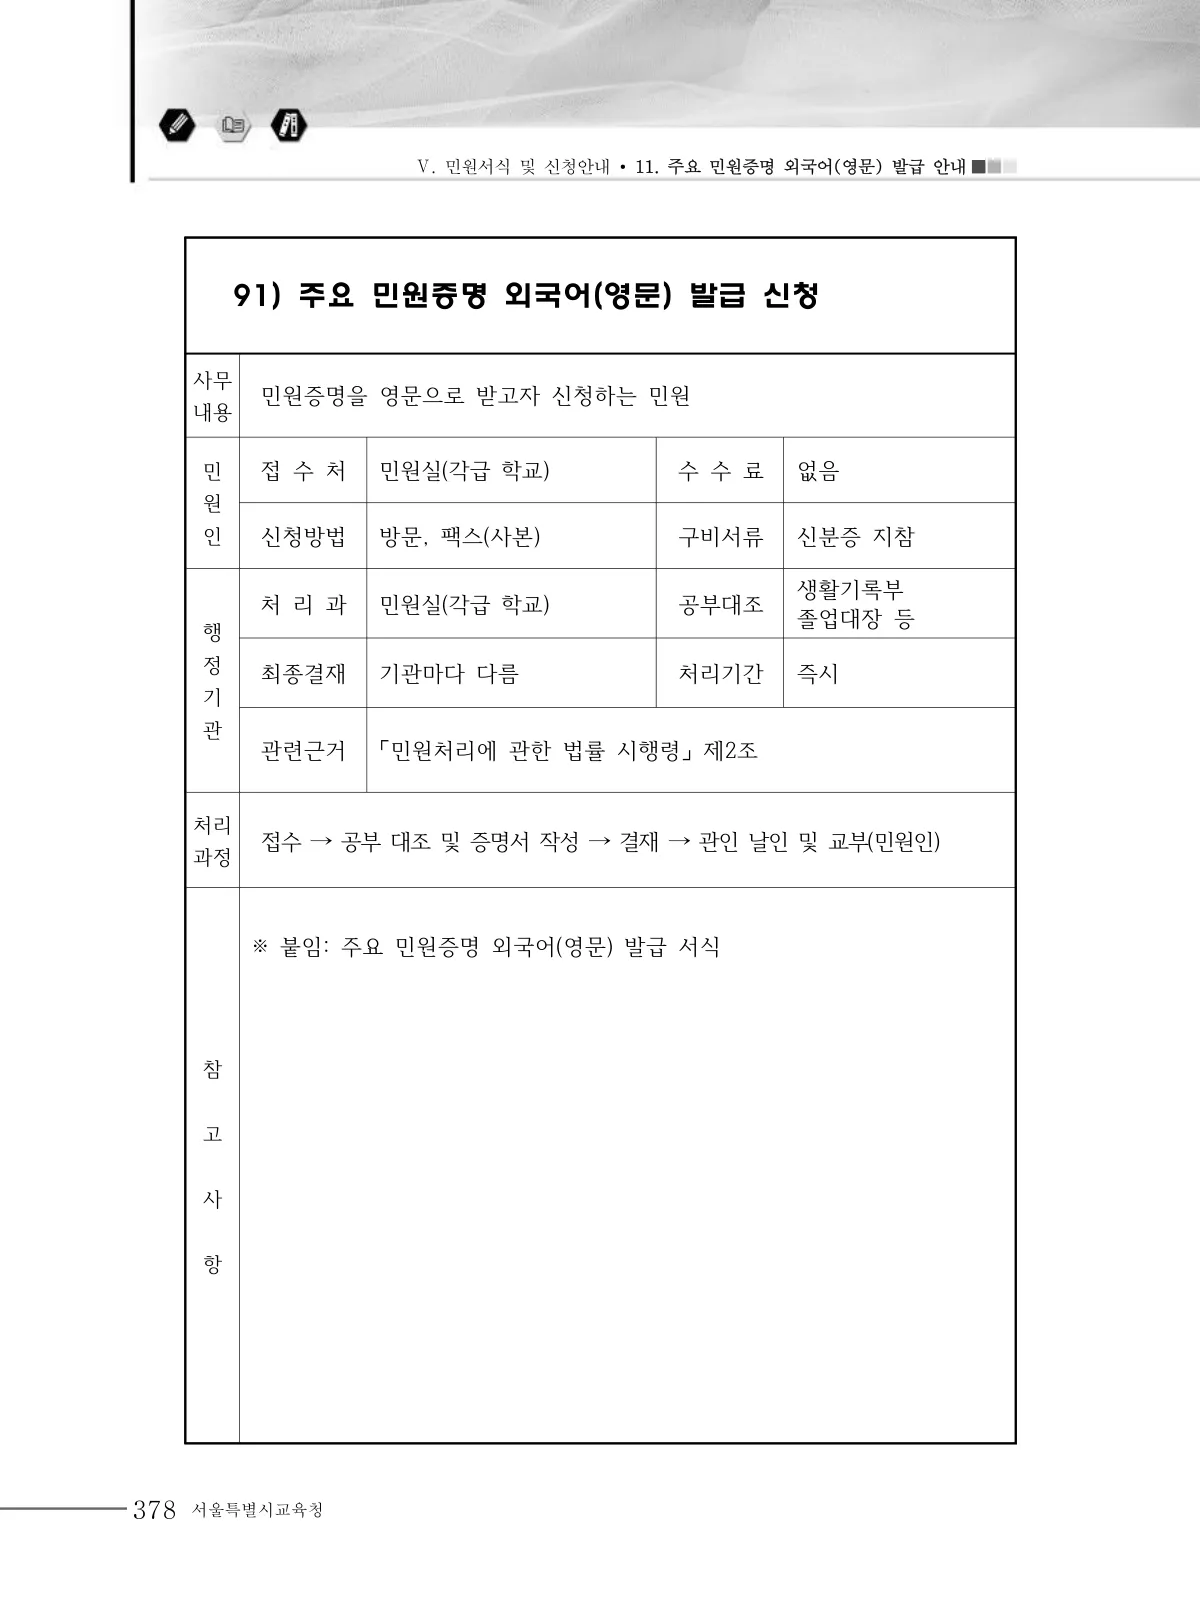 Ⅴ. 민원서식 및 신청안내 • 11. 주요 민원증명 외국어(영문) 발급 안내
91) 주요 민원증명 외국어(영문) 발급 신청
사무
내용
민원증명을 영문으로 받고자 신청하는 민원
민
원
인
접 수 처
민원실(각급 학교)
수 수 료
없음
신청방법
방문, 팩스(사본)
구비서류
신분증 지참
행
정
기
관
처 리 과
민원실(각급 학교)
공부대조
생활기록부
졸업대장 등
최종결재
기관마다 다름
처리기간
즉시
관련근거
「민원처리에 관한 법률 시행령」제2조
처리
과정
접수 → 공부 대조 및 증명서 작성 → 결재 → 관인 날인 및 교부(민원인)
참
고
사
항
※ 붙임: 주요 민원증명 외국어(영문) 발급 서식
378 서울특별시교육청